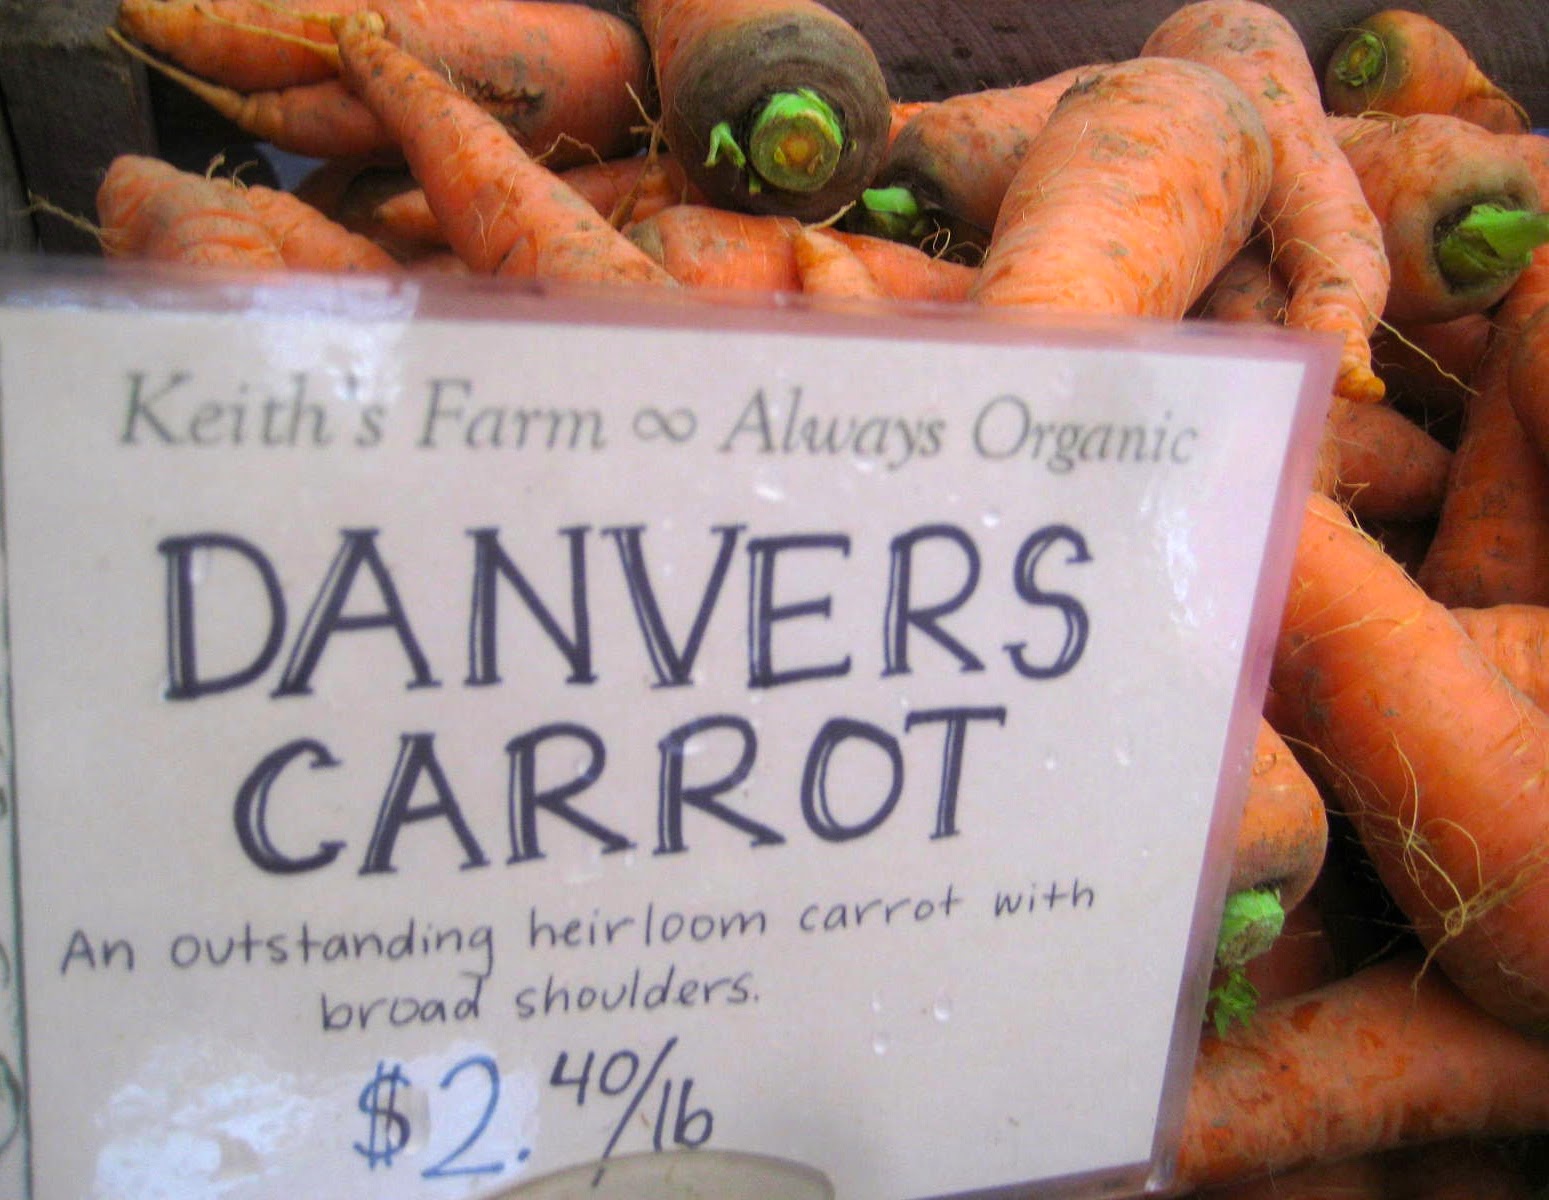 Keith's Farm ∞ Always Organic
DANVERS
CARROT
An outstanding heirloom carrot with
broad shoulders.
$2.40/lb